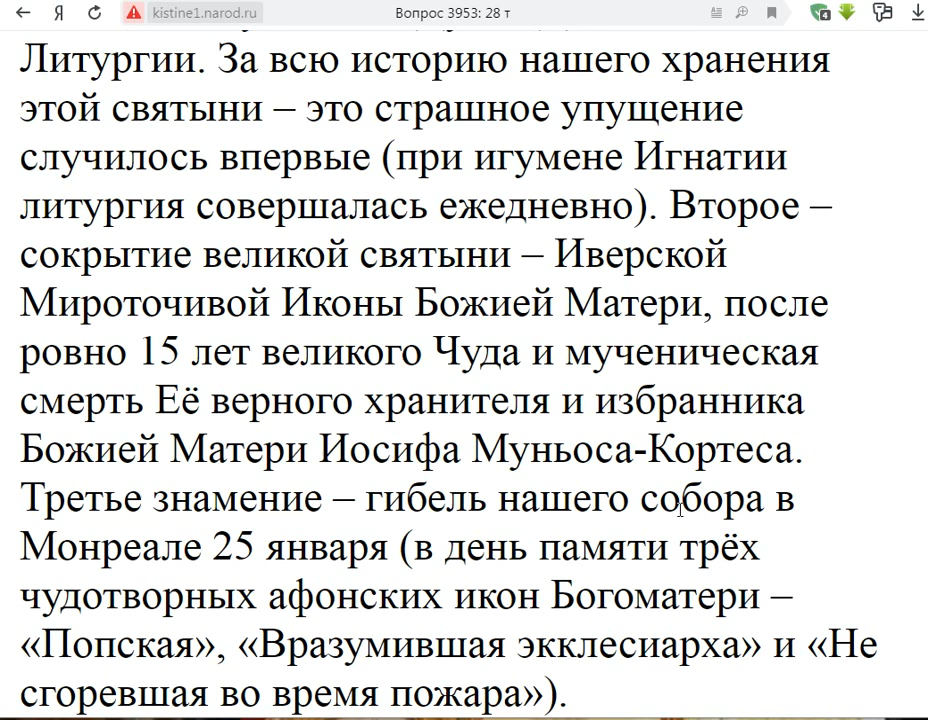 kistine1.narod.ru
Вопрос 3953: 28 т
Литургии. За всю историю нашего хранения
этой святыни – это страшное упущение
случилось впервые (при игумене Игнатии
литургия совершалась ежедневно). Второе –
сокрытие великой святыни – Иверской
Мироточивой Иконы Божией Матери, после
ровно 15 лет великого Чуда и мученическая
смерть Её верного хранителя и избранника
Божией Матери Иосифа Муньоса-Кортеса.
Третье знамение – гибель нашего собора в
Монреале 25 января (в день памяти трёх
чудотворных афонских икон Богоматери –
«Попская», «Вразумившая экклесиарха» и «Не
сгоревшая во время пожара»).